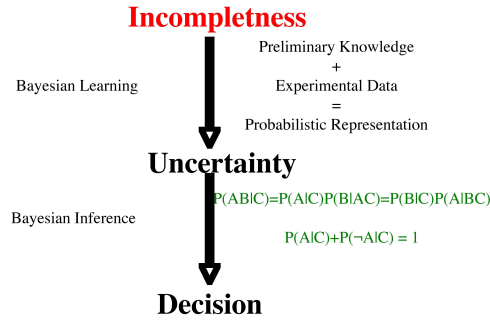 Incompletness
Preliminary Knowledge
+
Bayesian Learning
Experimental Data
=
Probabilistic Representation
Uncertainty
P(AB|C)=P(A|C)P(B|AC)=P(B|C)P(A|BC)
Bayesian Inference
P(A|C)+P(¬A|C) = 1
Decision